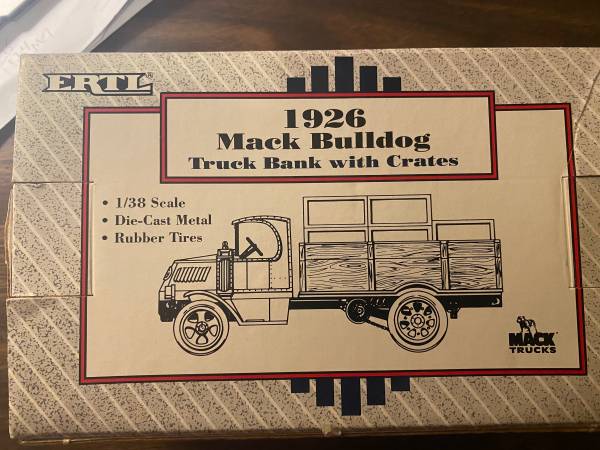 ERTL®
1926
Mack Bulldog
Truck Bank with Crates
• 1/38 Scale
• Die-Cast Metal
• Rubber Tires
MACK
TRUCKS